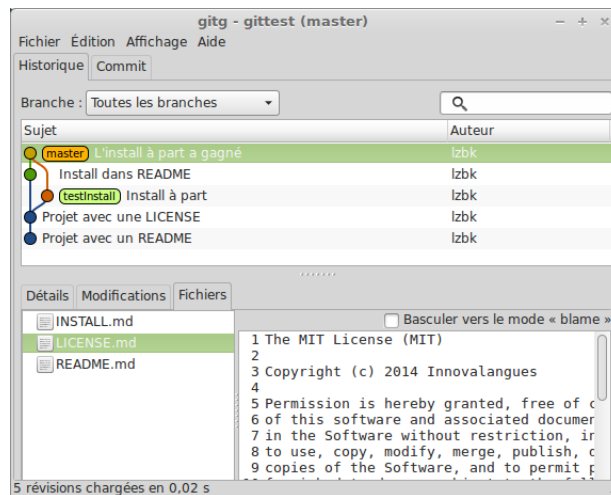 gitg - gittest (master)
Fichier Édition Affichage Aide
Historique Commit
Branche : Toutes les branches
Sujet Auteur
master L'install à part a gagné lzbk
Install dans README lzbk
testInstall Install à part lzbk
Projet avec une LICENSE lzbk
Projet avec un README lzbk
Détails Modifications Fichiers
INSTALL.md
LICENSE.md
README.md
Basculer vers le mode « blame »
1 The MIT License (MIT)
2
3 Copyright (c) 2014 Innovalangues
4
5 Permission is hereby granted, free of
6 of this software and associated
7 in the Software without restriction,
8 to use, copy, modify, merge, publish,
9 copies of the Software, and to permit
5 révisions chargées en 0,02 s